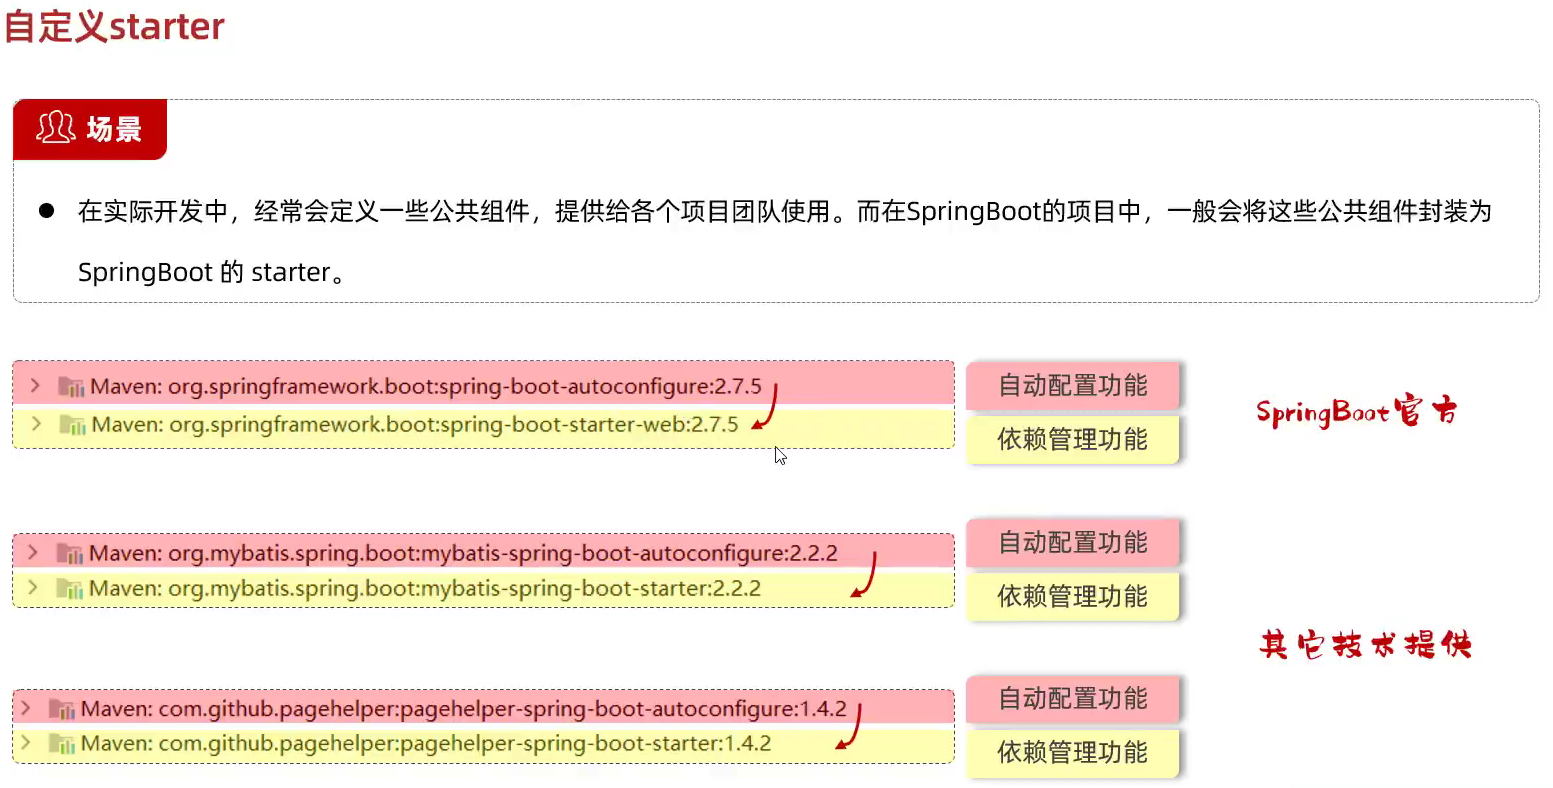 自定义starter
场景
● 在实际开发中，经常会定义一些公共组件，提供给各个项目团队使用。而在SpringBoot的项目中，一般会将这些公共组件封装为
SpringBoot 的 starter。
Maven: org.springframework.boot:spring-boot-autoconfigure:2.7.5
自动配置功能
Maven: org.springframework.boot:spring-boot-starter-web:2.7.5
依赖管理功能
SpringBoot官方
Maven: org.mybatis.spring.boot:mybatis-spring-boot-autoconfigure:2.2.2
自动配置功能
Maven: org.mybatis.spring.boot:mybatis-spring-boot-starter:2.2.2
依赖管理功能
其它技术提供
Maven: com.github.pagehelper:pagehelper-spring-boot-autoconfigure:1.4.2
自动配置功能
Maven: com.github.pagehelper:pagehelper-spring-boot-starter:1.4.2
依赖管理功能